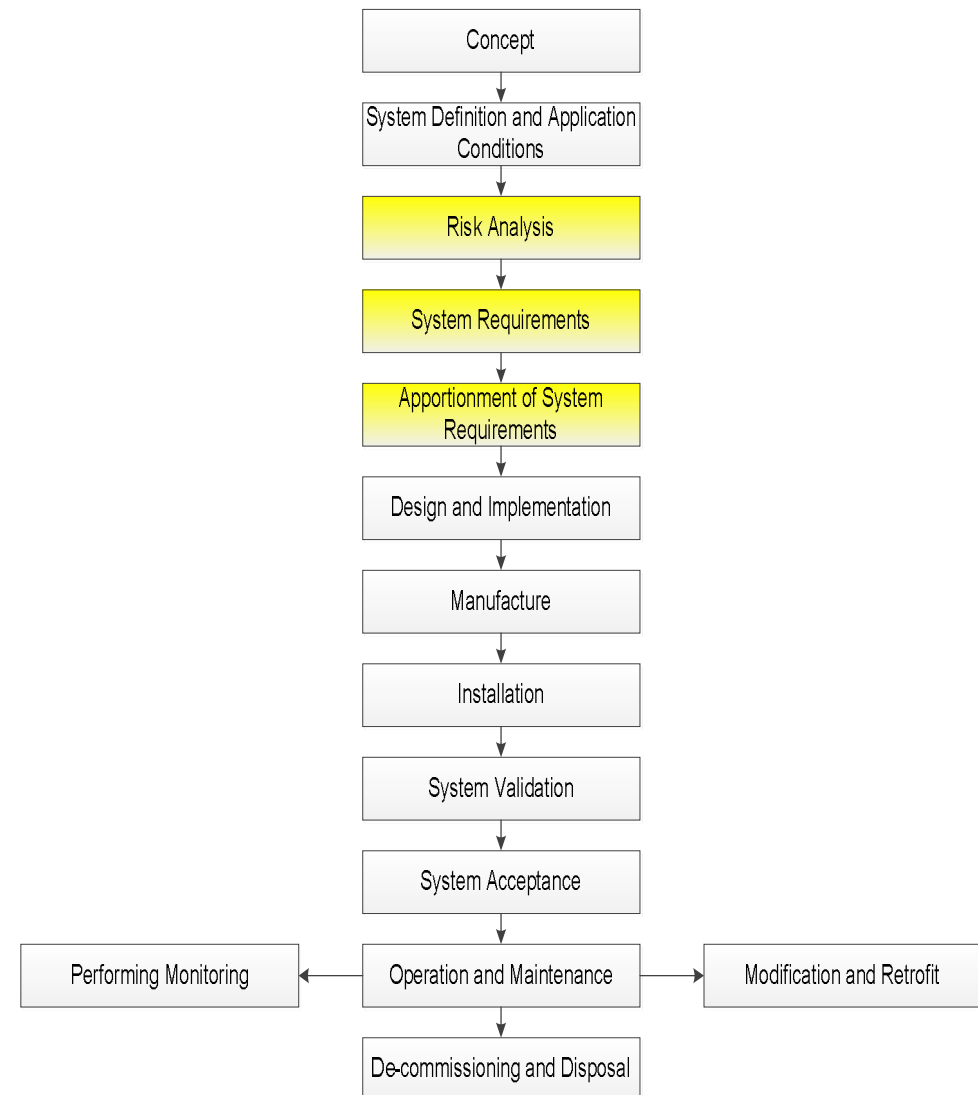 Concept
System Definition and Application
Conditions
Risk Analysis
System Requirements
Apportionment of System
Requirements
Design and Implementation
Manufacture
Installation
System Validation
System Acceptance
Performing Monitoring
Operation and Maintenance
Modification and Retrofit
De-commissioning and Disposal